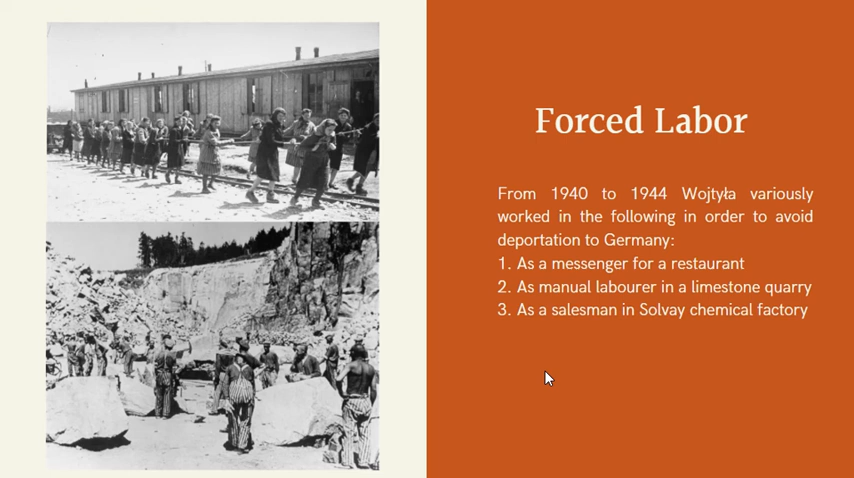 Forced Labor
From 1940 to 1944 Wojtyła variously
worked in the following in order to avoid
deportation to Germany:
1. As a messenger for a restaurant
2. As manual labourer in a limestone quarry
3. As a salesman in Solvay chemical factory